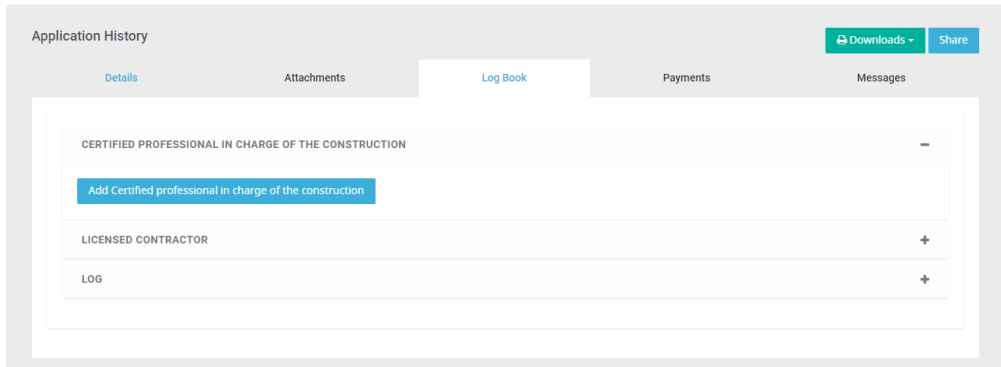 Application History
Downloads
Share
Details
Attachments
Log Book
Payments
Messages
CERTIFIED PROFESSIONAL IN CHARGE OF THE CONSTRUCTION
Add Certified professional in charge of the construction
LICENSED CONTRACTOR
LOG